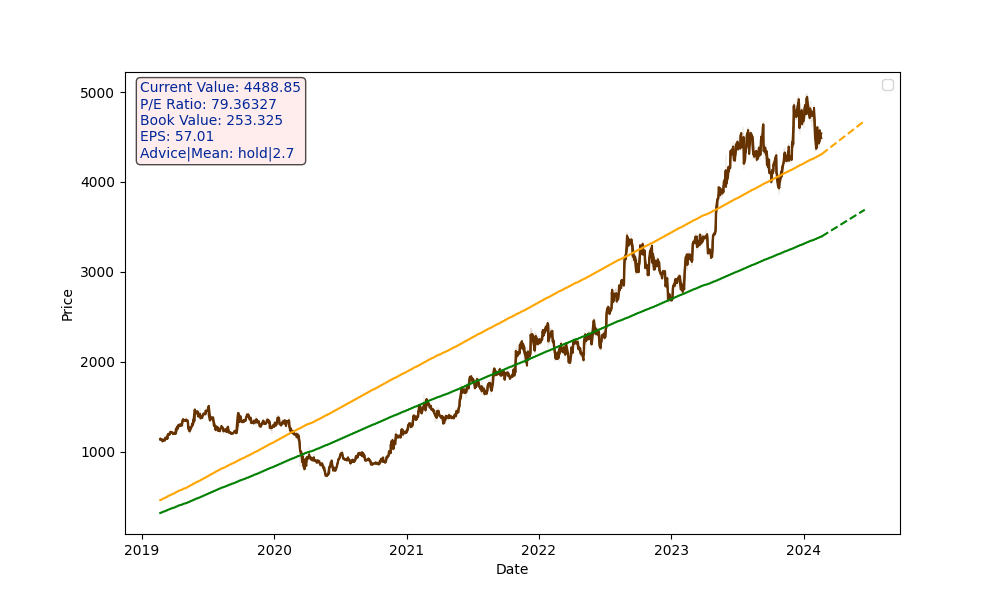 Current Value: 4488.85
P/E Ratio: 79.36327
Book Value: 253.325
EPS: 57.01
Advice|Mean: hold|2.7
5000
4000
3000
2000
1000
Price
2019
2020
2021
2022
2023
2024
Date